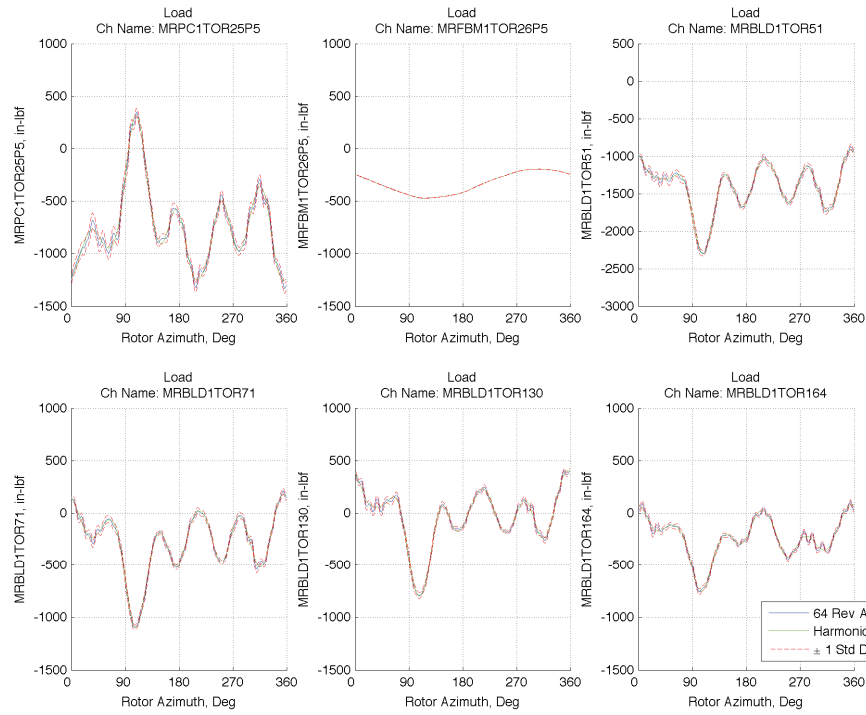 Load
Ch Name: MRPC1TOR25P5
1000
500
0
-500
-1000
-1500
MRPC1TOR25P5, in-lbf
0 90 180 270 360
Rotor Azimuth, Deg
Load
Ch Name: MRFBM1TOR26P5
1000
500
0
-500
-1000
-1500
MRFBM1TOR26P5, in-lbf
0 90 180 270 360
Rotor Azimuth, Deg
Load
Ch Name: MRBLD1TOR51
500
0
-500
-1000
-1500
-2000
-2500
-3000
MRBLD1TOR51, in-lbf
0 90 180 270 360
Rotor Azimuth, Deg
Load
Ch Name: MRBLD1TOR71
1000
500
0
-500
-1000
-1500
MRBLD1TOR71, in-lbf
0 90 180 270 360
Rotor Azimuth, Deg
Load
Ch Name: MRBLD1TOR130
1000
500
0
-500
-1000
-1500
MRBLD1TOR130, in-lbf
0 90 180 270 360
Rotor Azimuth, Deg
Load
Ch Name: MRBLD1TOR164
1000
500
0
-500
-1000
-1500
MRBLD1TOR164, in-lbf
0 90 180 270 360
Rotor Azimuth, Deg
64 Rev A
Harmonic
± 1 Std D